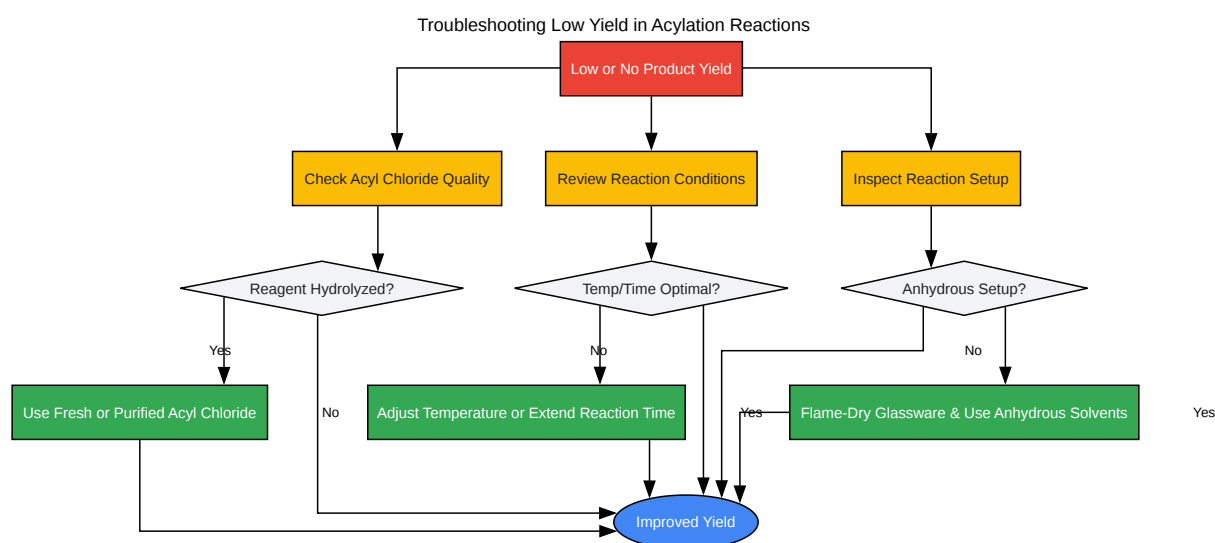 Troubleshooting Low Yield in Acylation Reactions
Low or No Product Yield
Check Acyl Chloride Quality
Review Reaction Conditions
Inspect Reaction Setup
Reagent Hydrolyzed?
Temp/Time Optimal?
Anhydrous Setup?
Yes
No
No
Use Fresh or Purified Acyl Chloride
No
Adjust Temperature or Extend Reaction Time
Yes
Flame-Dry Glassware & Use Anhydrous Solvents
Yes
Improved Yield